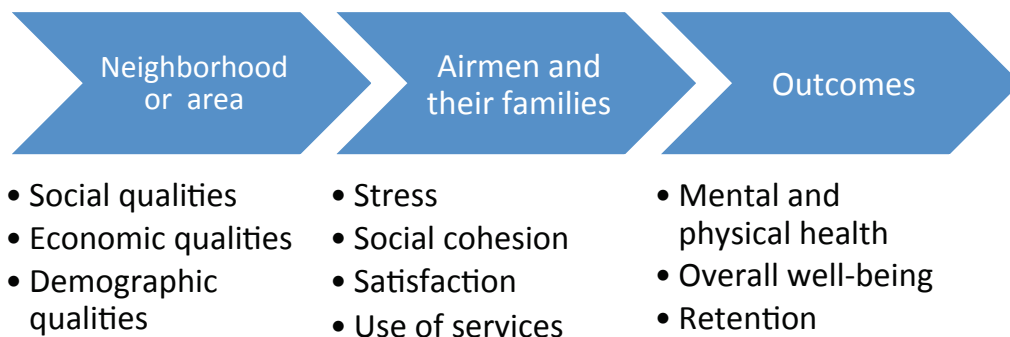 Neighborhood
or area
Airmen and
their families
Outcomes
• Social qualities
• Economic qualities
• Demographic
qualities
• Stress
• Social cohesion
• Satisfaction
• Use of services
• Mental and
physical health
• Overall well-being
• Retention